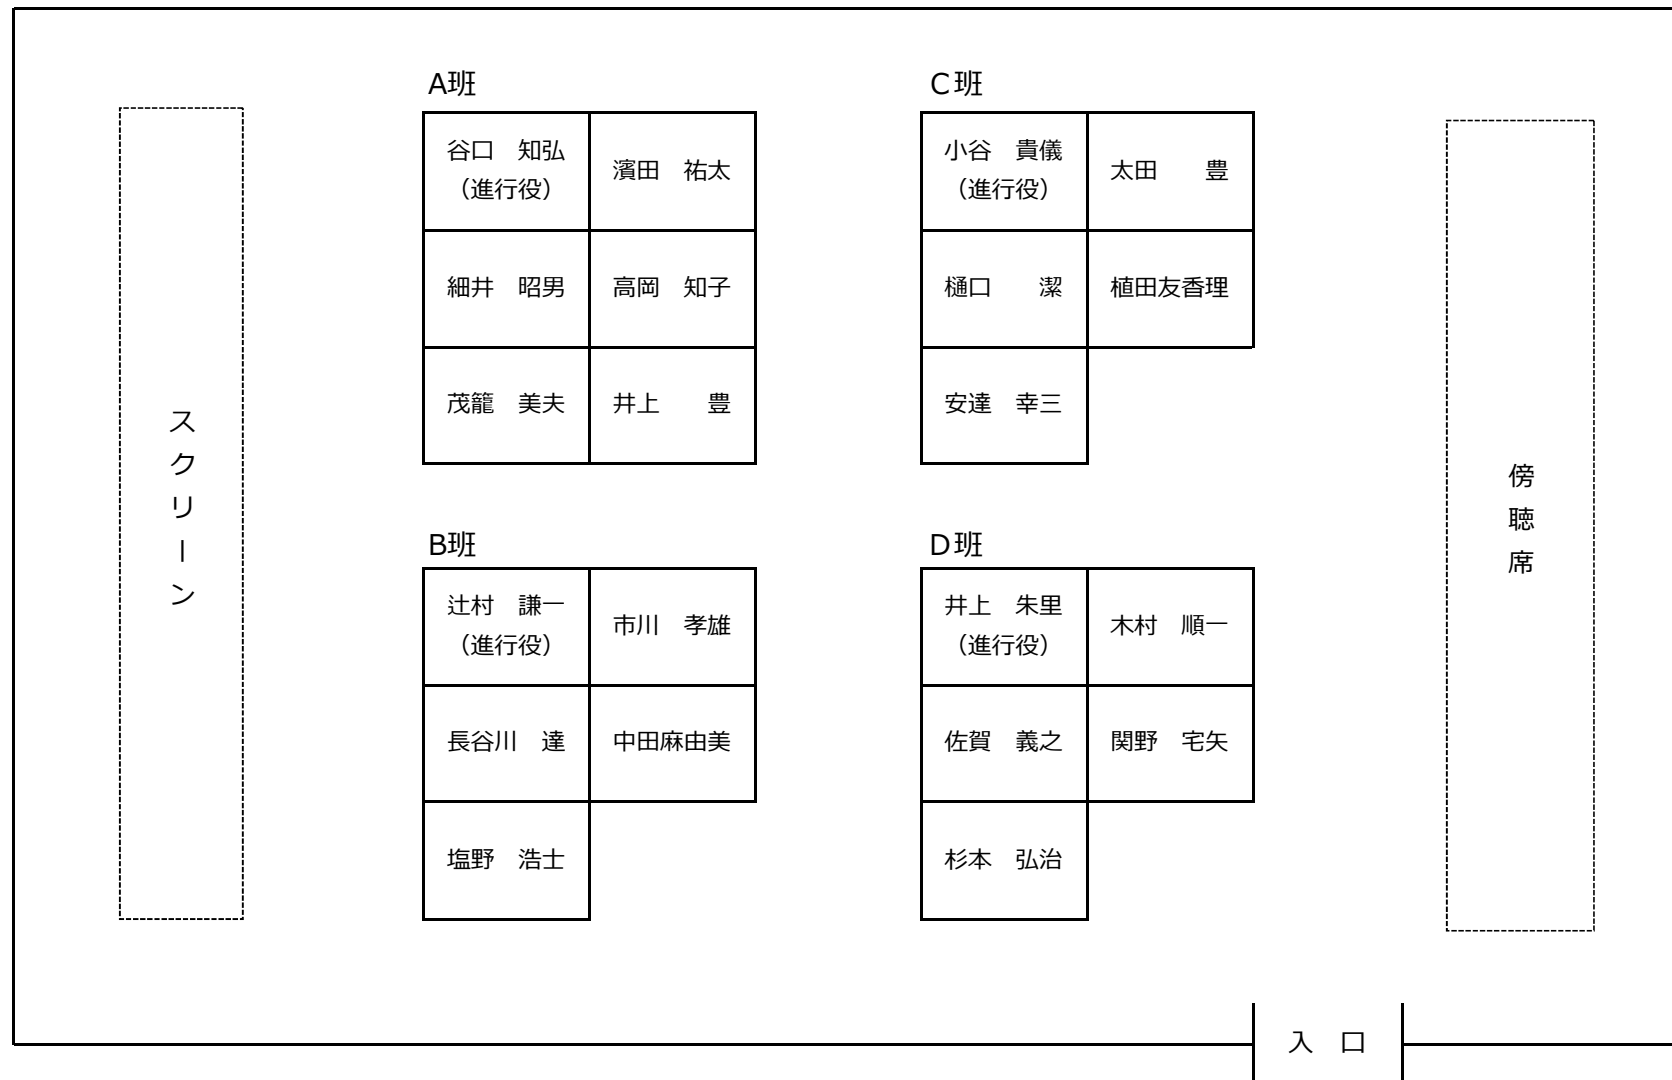 スクリーン
A班
谷口　知弘
（進行役）
濱田　祐太
細井　昭男
高岡　知子
茂籠　美夫
井上　　豊
B班
辻村　謙一
（進行役）
市川　孝雄
長谷川　達
中田麻由美
塩野　浩士
C班
小谷　貴儀
（進行役）
太田　　豊
樋口　　潔
植田友香理
安達　幸三
D班
井上　朱里
（進行役）
木村　順一
佐賀　義之
関野　宅矢
杉本　弘治
傍聴席
入　口